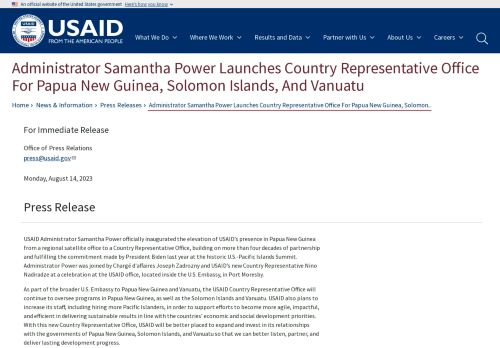 An official website of the United States government Here's how you know
USAID
FROM THE AMERICAN PEOPLE
What We Do
Where We Work
Results and Data
Partner with Us
About Us
Careers
Administrator Samantha Power Launches Country Representative Office
For Papua New Guinea, Solomon Islands, And Vanuatu
Home › News & Information › Press Releases › Administrator Samantha Power Launches Country Representative Office For Papua New Guinea, Solomon..
For Immediate Release
Office of Press Relations
press@usaid.gov
Monday, August 14, 2023
Press Release
USAID Administrator Samantha Power officially inaugurated the elevation of USAID's presence in Papua New Guinea
from a regional satellite office to a Country Representative Office, building on more than four decades of partnership
and fulfilling the commitment made by President Biden last year at the historic U.S.-Pacific Islands Summit.
Administrator Power was joined by Chargé d'affaires Joseph Zadrozny and USAID's new Country Representative Nino
Nadiradze at a celebration at the USAID office, located inside the U.S. Embassy, in Port Moresby.
As part of the broader U.S. Embassy to Papua New Guinea and Vanuatu, the USAID Country Representative Office will
continue to oversee programs in Papua New Guinea, as well as the Solomon Islands and Vanuatu. USAID also plans to
increase its staff, including hiring more Pacific Islanders, in order to support efforts to become more agile, impactful,
and efficient in delivering sustainable results in line with the countries' economic and social development priorities.
With this new Country Representative Office, USAID will be better placed to expand and invest in its relationships
with the governments of Papua New Guinea, Solomon Islands, and Vanuatu so that we can better listen, partner, and
deliver lasting development progress.